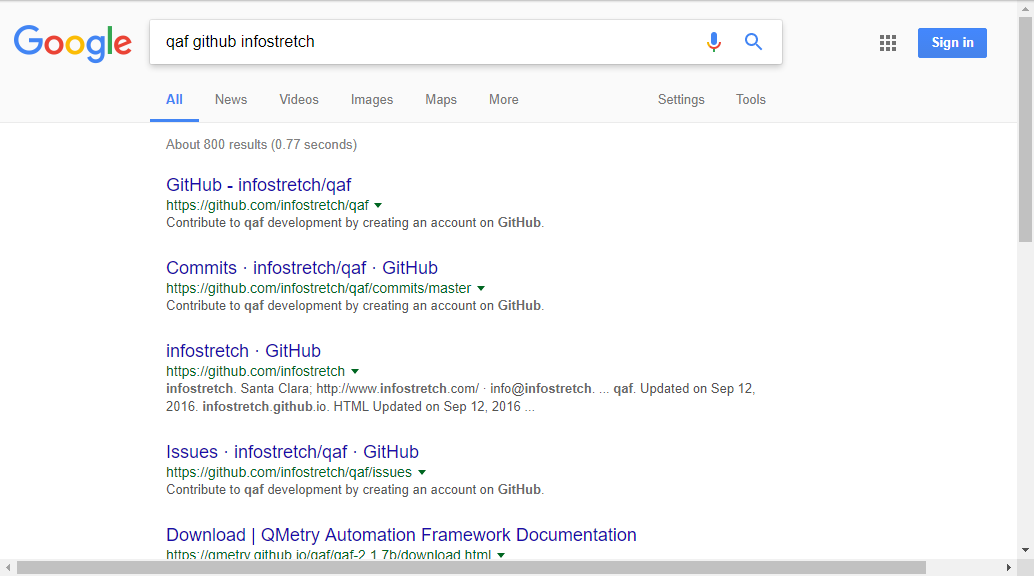 Google
qaf github infostretch
Sign in
All News Videos Images Maps More Settings Tools
About 800 results (0.77 seconds)
GitHub - infostretch/qaf
https://github.com/infostretch/qaf
Contribute to qaf development by creating an account on GitHub.
Commits · infostretch/qaf · GitHub
https://github.com/infostretch/qaf/commits/master
Contribute to qaf development by creating an account on GitHub.
infostretch · GitHub
https://github.com/infostretch
infostretch. Santa Clara; http://www.infostretch.com/ · info@infostretch. ... qaf. Updated on Sep 12,
2016. infostretch.github.io. HTML Updated on Sep 12, 2016 ...
Issues · infostretch/qaf · GitHub
https://github.com/infostretch/qaf/issues
Contribute to qaf development by creating an account on GitHub.
Download | QMetry Automation Framework Documentation
https://qmetry.github.io/qaf/qaf-2.1.7b/download.html